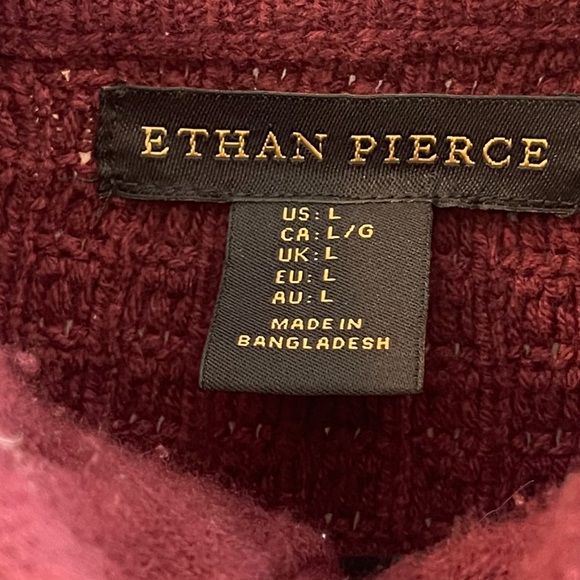 ETHAN PIERCE
US: L
CA: L/G
UK: L
EU: L
AU: L
MADE IN
BANGLADESH